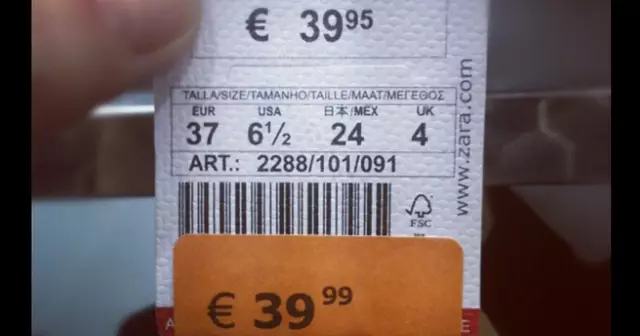 € 39⁹⁵
TALLA/SIZE/TAMANHO/TAILLE/MAAT/ΜΕΓΕΘΟΣ
EUR USA 日本/MEX UK
37 6½ 24 4
ART.: 2288/101/091
www.zara.com
FSC
€ 39⁹⁹